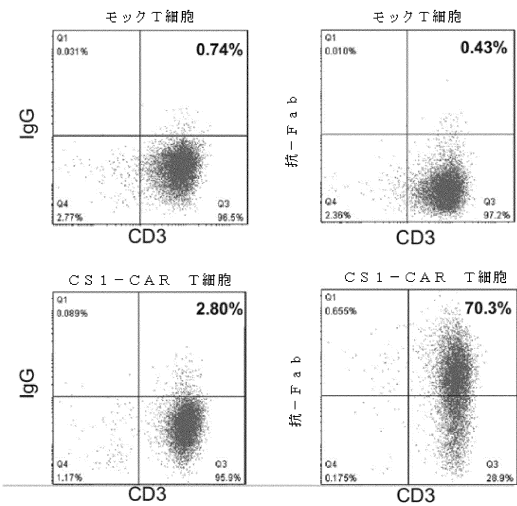 モックT細胞
Q1
0.031%
0.74%
IgG
Q4
2.77%
Q3
96.5%
CD3
モックT細胞
Q1
0.010%
0.43%
抗-Fab
Q4
2.36%
Q3
97.2%
CD3
CS1-CAR T細胞
Q1
0.089%
2.80%
IgG
Q4
1.17%
Q3
95.9%
CD3
CS1-CAR T細胞
Q1
0.655%
70.3%
抗-Fab
Q4
0.175%
Q3
28.9%
CD3